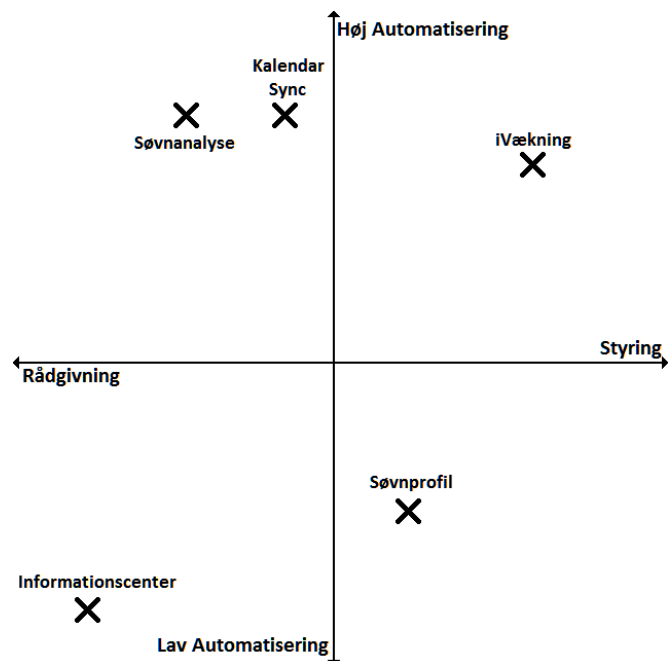 Høj Automatisering
Kalendar
Sync
Søvnanalyse
iVækning
Styring
Rådgivning
Søvnprofil
Informationscenter
Lav Automatisering